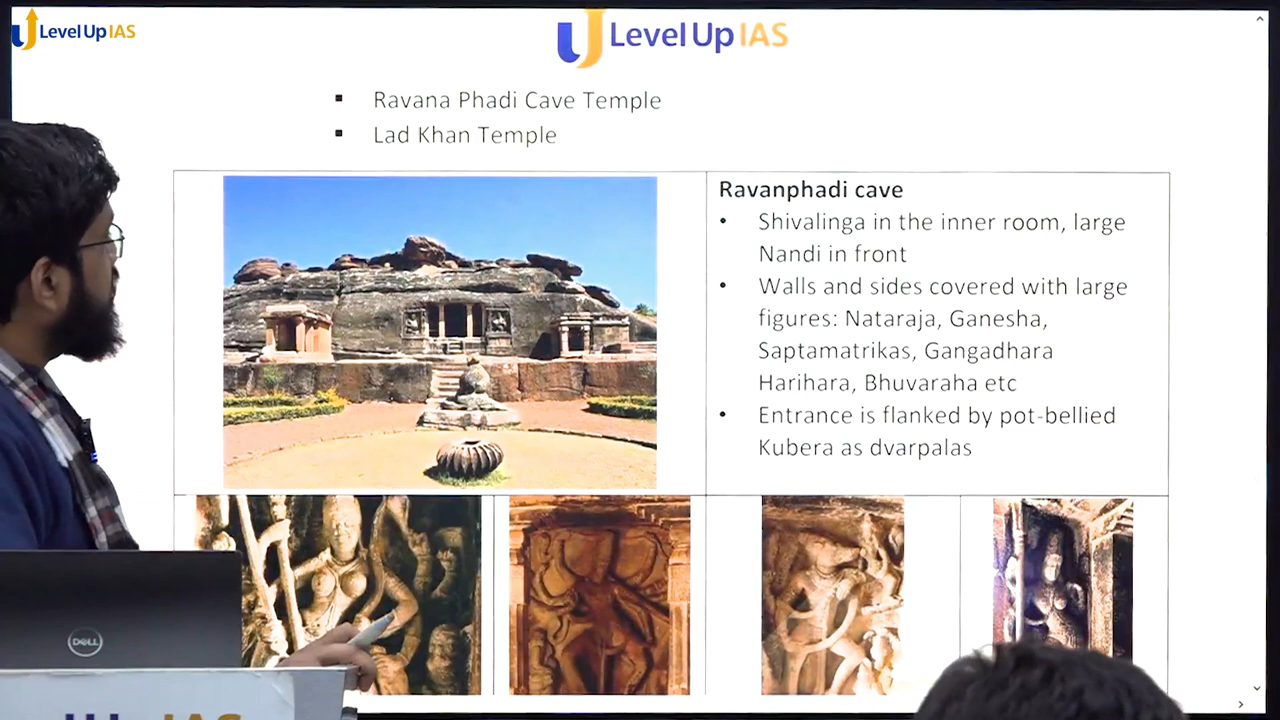 Level Up IAS
Level Up IAS
▪ Ravana Phadi Cave Temple
▪ Lad Khan Temple
Ravanphadi cave
• Shivalinga in the inner room, large
Nandi in front
• Walls and sides covered with large
figures: Nataraja, Ganesha,
Saptamatrikas, Gangadhara
Harihara, Bhuvaraha etc
• Entrance is flanked by pot-bellied
Kubera as dvarpalas
DELL